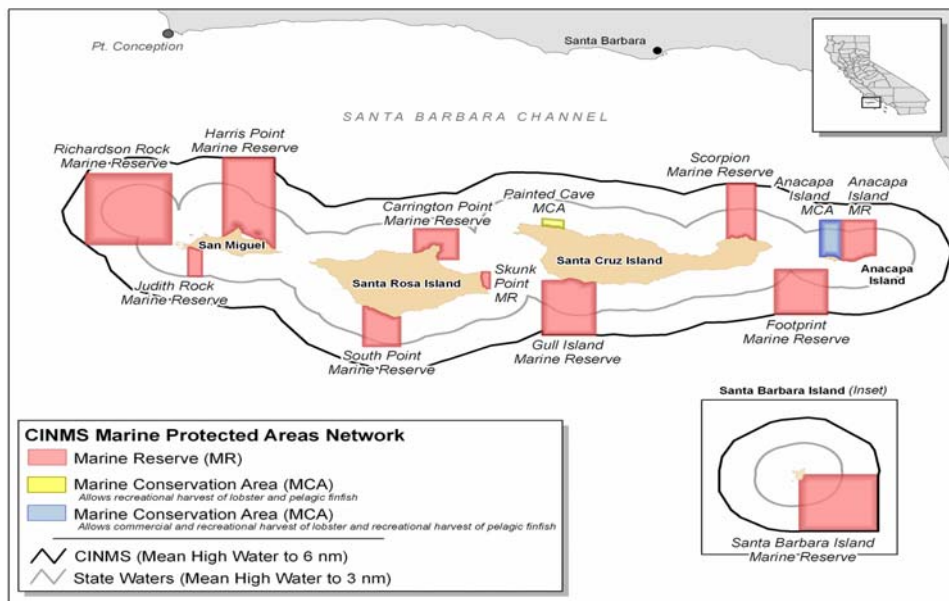 Pt. Conception
Santa Barbara
SANTA BARBARA CHANNEL
Richardson Rock
Marine Reserve
Harris Point
Marine Reserve
Carrington Point
Marine Reserve
Painted Cave
MCA
Scorpion
Marine Reserve
Anacapa
Island
MCA
Anacapa
Island
MR
San Miguel
Judith Rock
Marine Reserve
Santa Rosa Island
Skunk
Point
MR
Santa Cruz Island
Anacapa
Island
South Point
Marine Reserve
Gull Island
Marine Reserve
Footprint
Marine Reserve
Santa Barbara Island (Inset)
Santa Barbara Island
Marine Reserve
CINMS Marine Protected Areas Network
Marine Reserve (MR)
Marine Conservation Area (MCA)
Allows recreational harvest of lobster and pelagic finfish
Marine Conservation Area (MCA)
Allows commercial and recreational harvest of lobster and recreational harvest of pelagic finfish
CINMS (Mean High Water to 6 nm)
State Waters (Mean High Water to 3 nm)